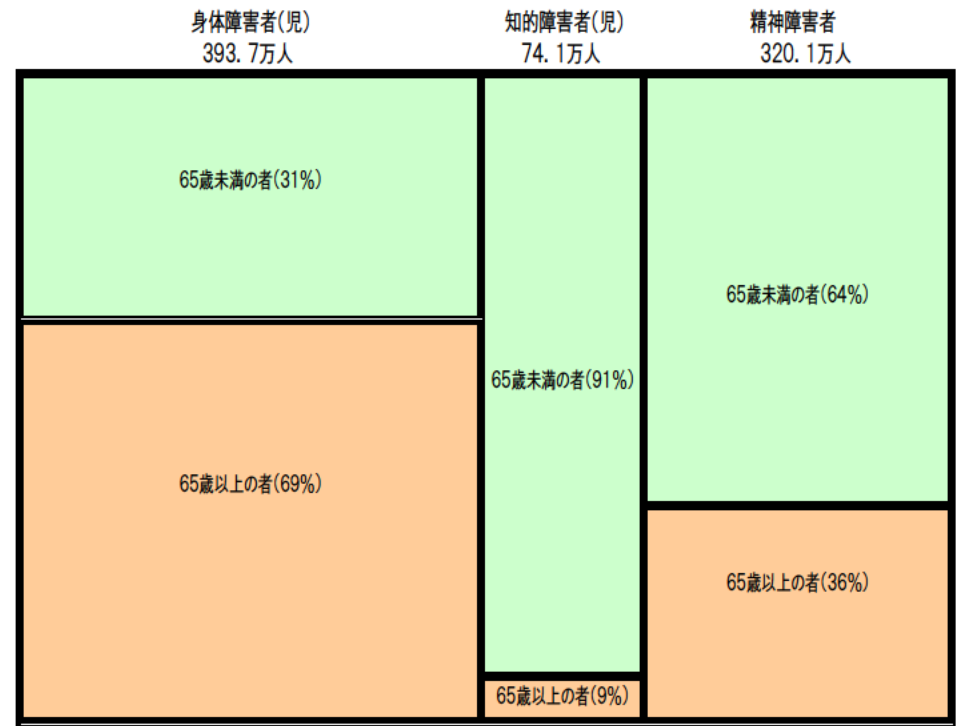 身体障害者(児)
393.7万人
知的障害者(児)
74.1万人
精神障害者
320.1万人
65歳未満の者(31%)
65歳以上の者(69%)
65歳未満の者(91%)
65歳以上の者(9%)
65歳未満の者(64%)
65歳以上の者(36%)